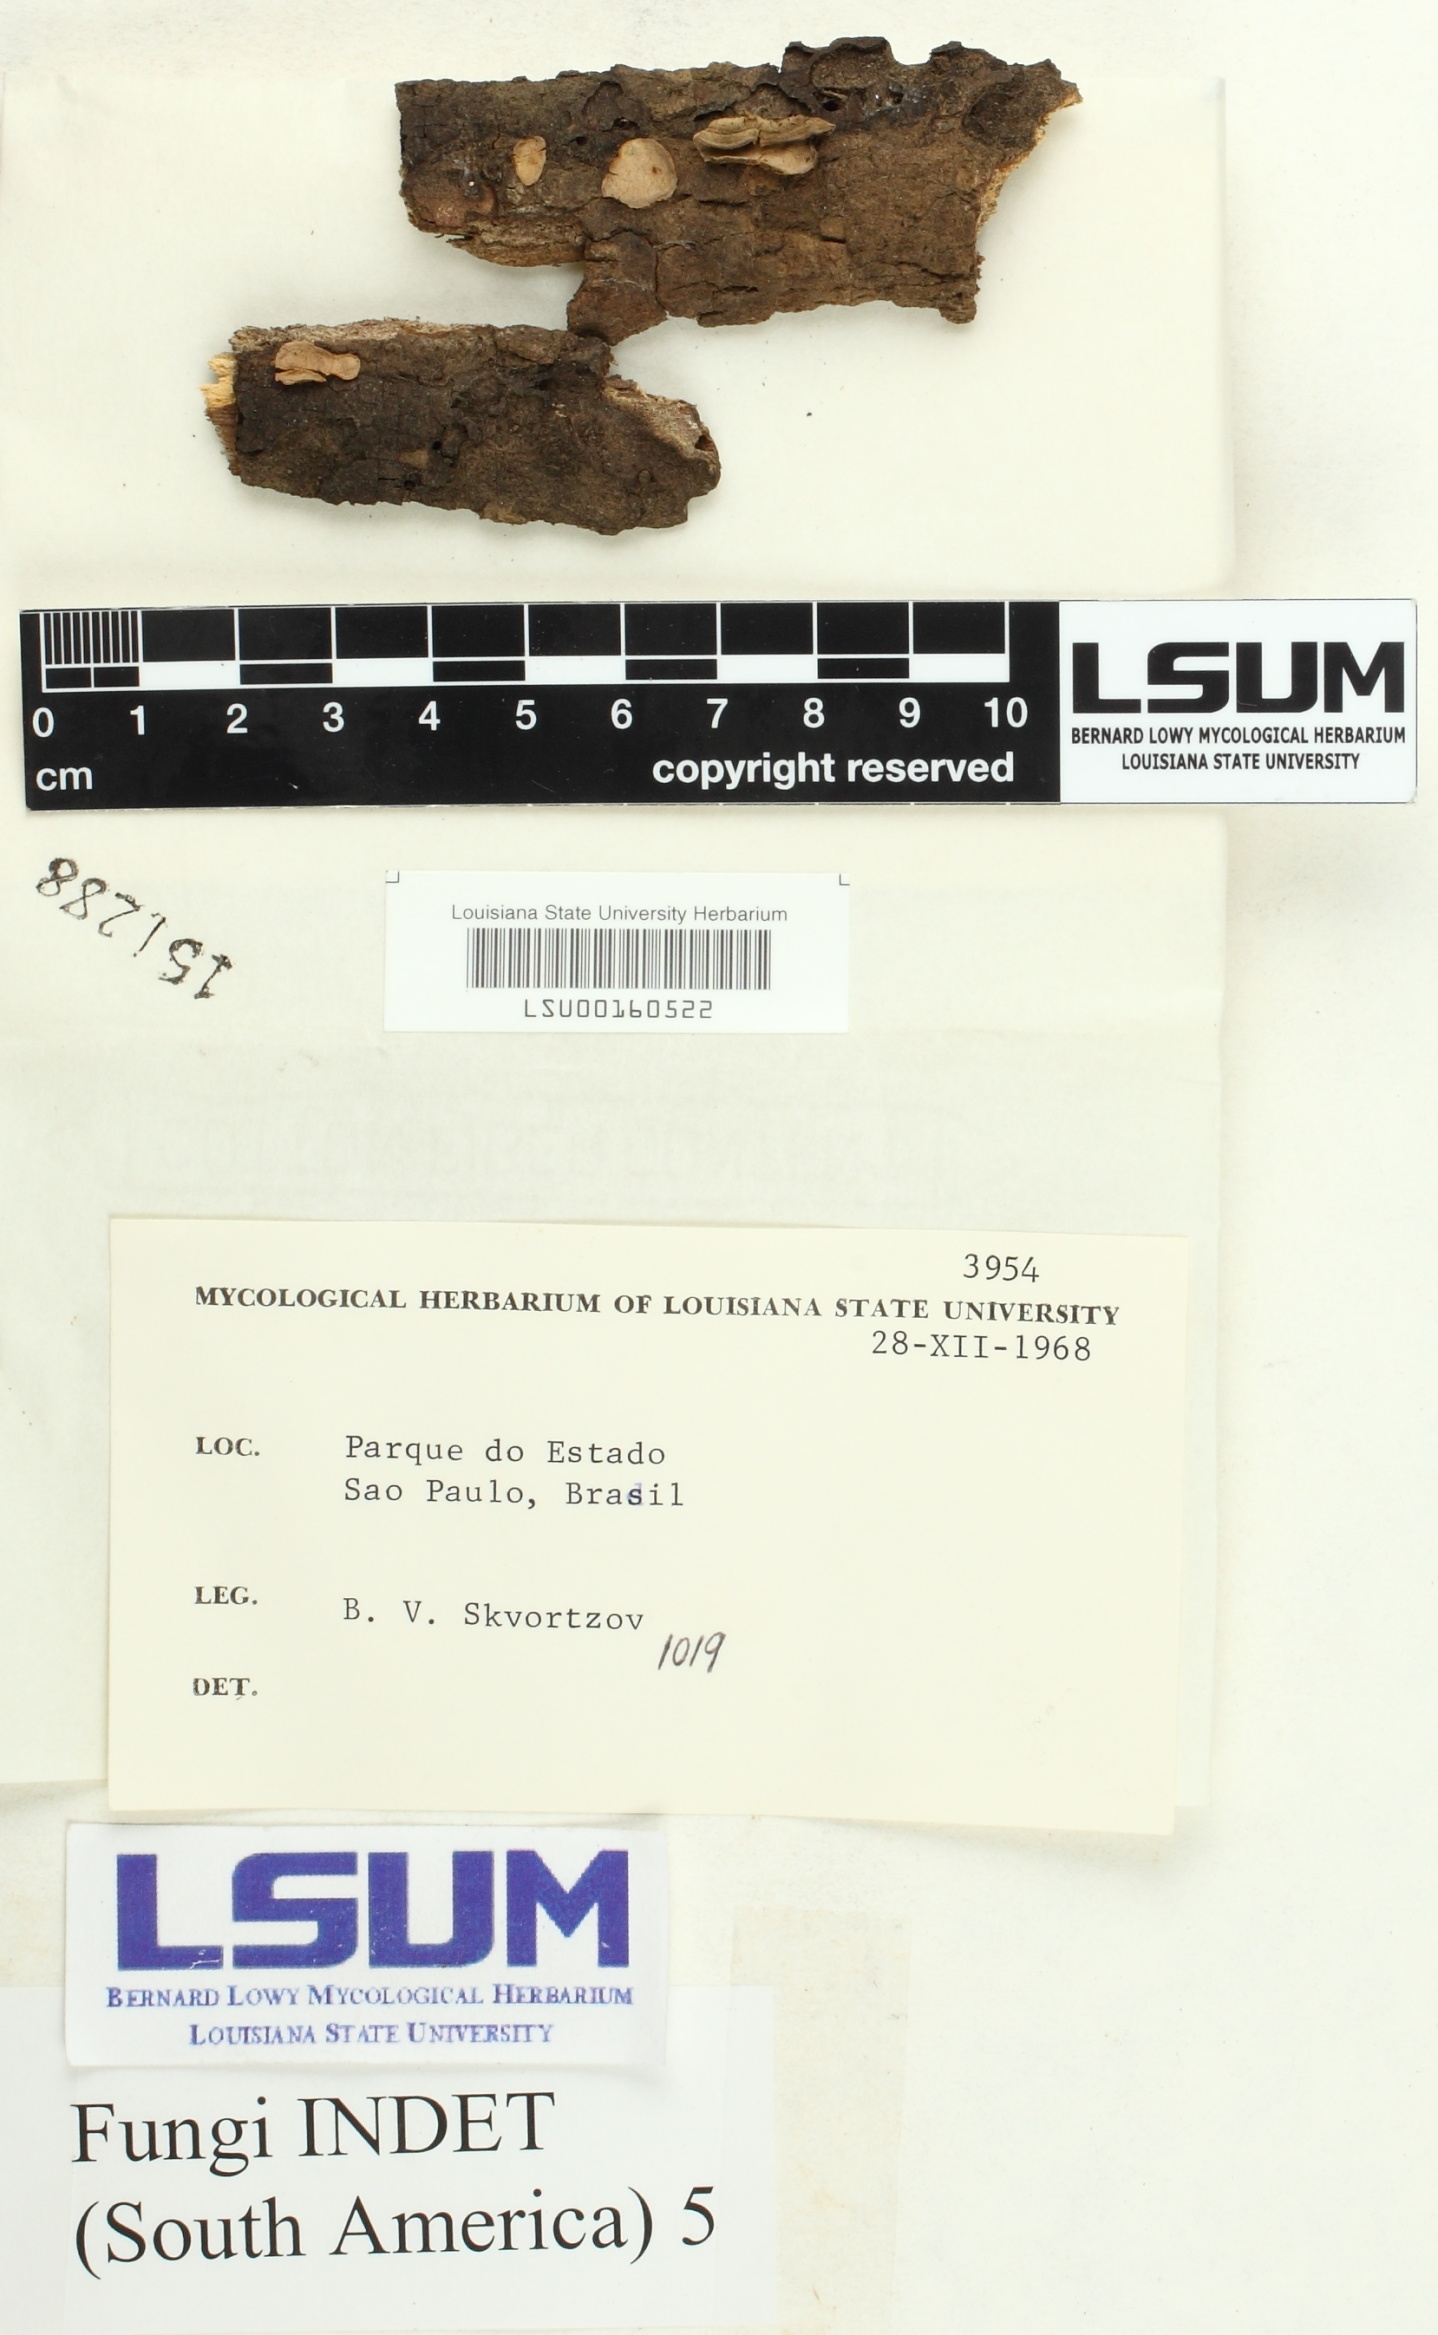 0 1 2 3 4 5 6 7 8 9 10
cm
copyright reserved
LSUM
BERNARD LOWY MYCOLOGICAL HERBARIUM
LOUISIANA STATE UNIVERSITY
151288
Louisiana State University Herbarium
LSU00160522
3954
MYCOLOGICAL HERBARIUM OF LOUISIANA STATE UNIVERSITY
28-XII-1968
LOC. Parque do Estado
Sao Paulo, Brasil
LEG. B. V. Skvortzov
1019
DET.
LSUM
BERNARD LOWY MYCOLOGICAL HERBARIUM
LOUISIANA STATE UNIVERSITY
Fungi INDET
(South America) 5